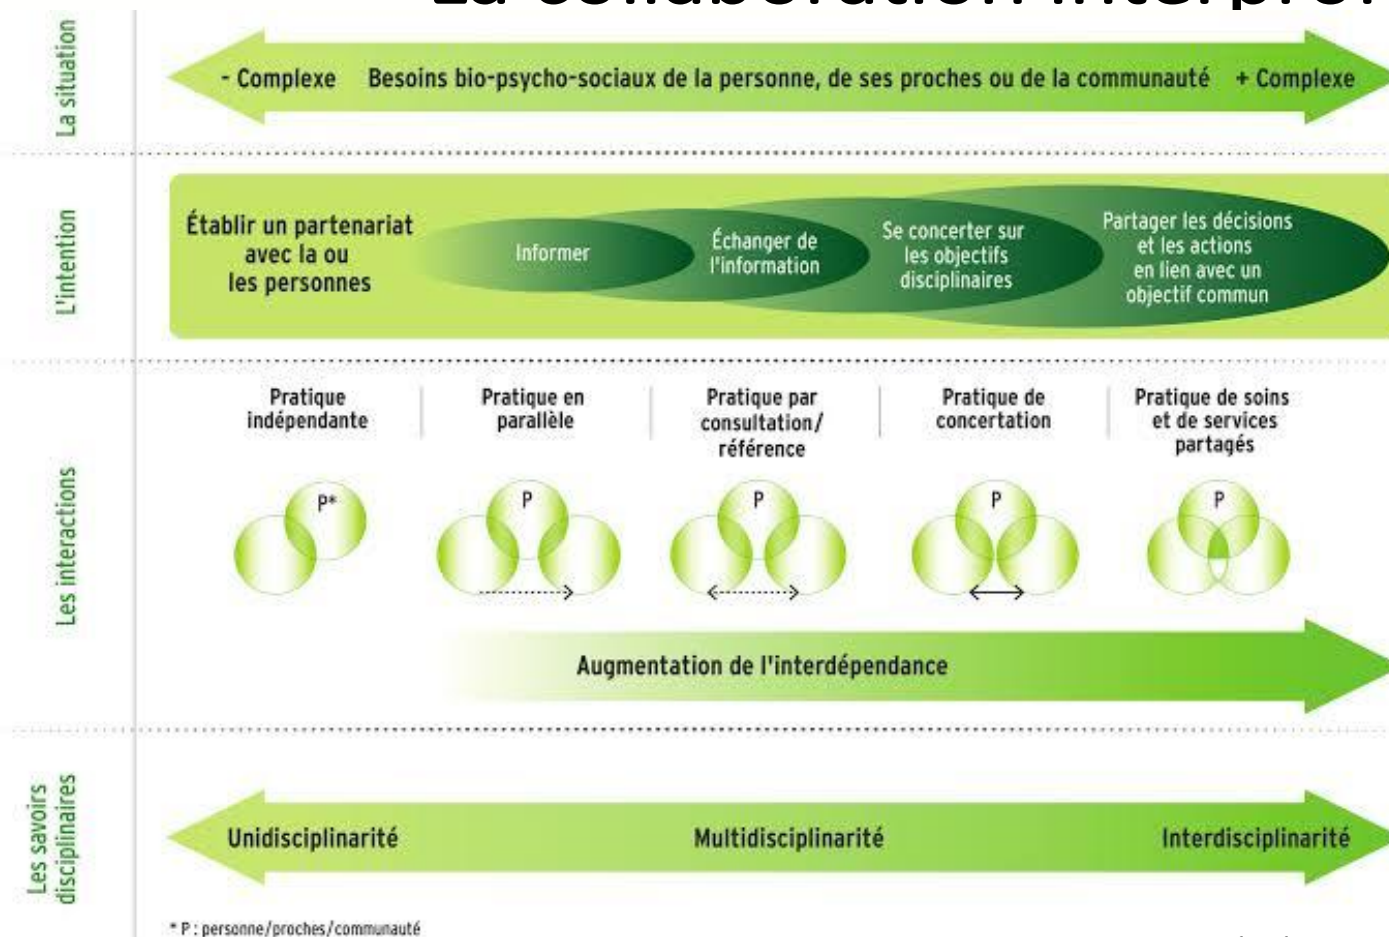 La collaboration interprof
La situation
- Complexe Besoins bio-psycho-sociaux de la personne, de ses proches ou de la communauté + Complexe
L'intention
Établir un partenariat
avec la ou
les personnes
Informer
Échanger de
l'information
Se concerter sur
les objectifs
disciplinaires
Partager les décisions
et les actions
en lien avec un
objectif commun
Les interactions
Pratique
indépendante
Pratique en
parallèle
Pratique par
consultation/
référence
Pratique de
concertation
Pratique de soins
et de services
partagés
P*
P
P
P
P
Augmentation de l'interdépendance
Les savoirs
disciplinaires
Unidisciplinarité Multidisciplinarité Interdisciplinarité
* P : personne/proches/communauté